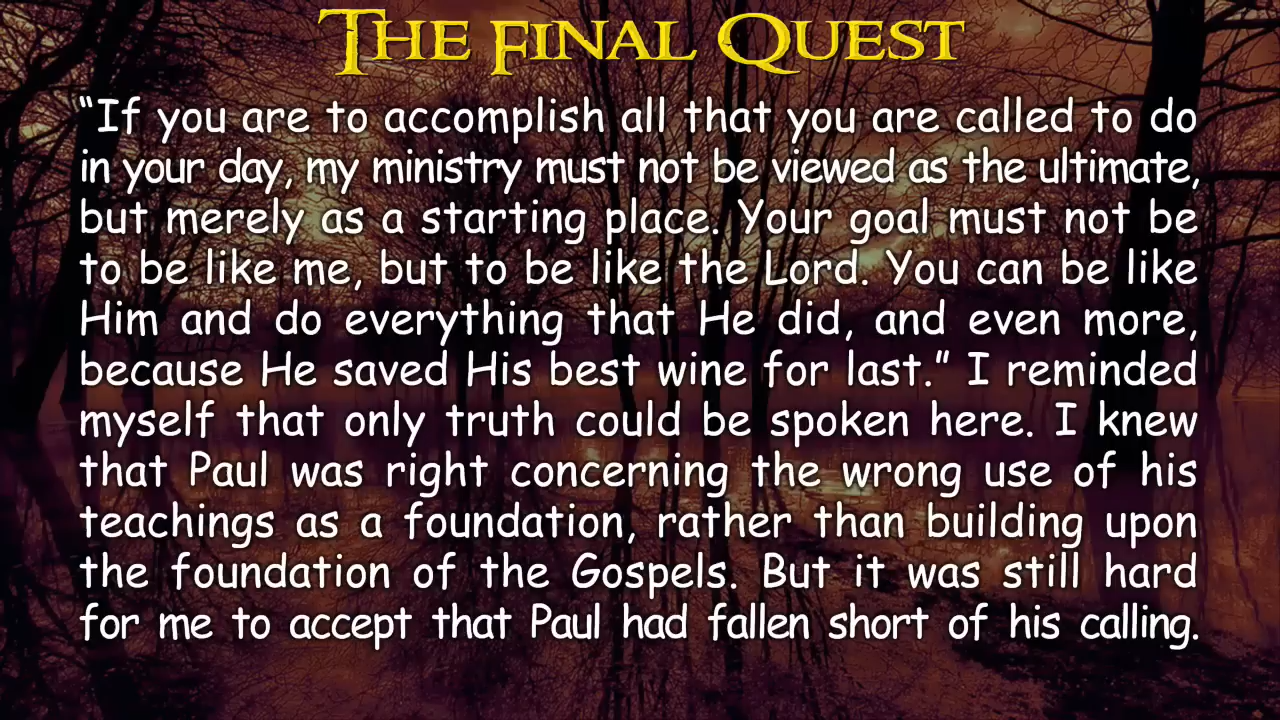 The Final Quest
“If you are to accomplish all that you are called to do
in your day, my ministry must not be viewed as the ultimate,
but merely as a starting place. Your goal must not be
to be like me, but to be like the Lord. You can be like
Him and do everything that He did, and even more,
because He saved His best wine for last.” I reminded
myself that only truth could be spoken here. I knew
that Paul was right concerning the wrong use of his
teachings as a foundation, rather than building upon
the foundation of the Gospels. But it was still hard
for me to accept that Paul had fallen short of his calling.